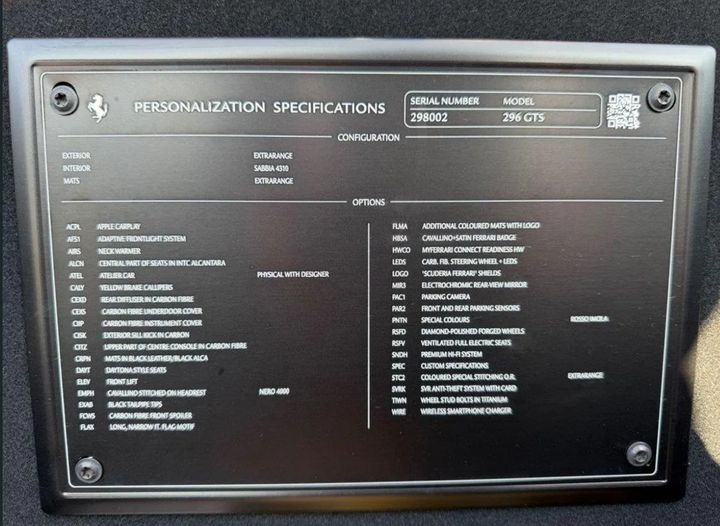 PERSONALIZATION SPECIFICATIONS
SERIAL NUMBER MODEL
298002 296 GTS
CONFIGURATION
EXTERIOR EXTRARANGE
INTERIOR SABBIA 4310
MATS EXTRARANGE
OPTIONS
ACPL APPLE CARPLAY
AFS1 ADAPTIVE FRONTLIGHT SYSTEM
AIRS NECK WARMER
ALCN CENTRAL PART OF SEATS IN INTC ALCANTARA
ATEL ATELIER CAR PHYSICAL WITH DESIGNER
CALY YELLOW BRAKE CALLIPERS
CEXD REAR DIFFUSER IN CARBON FIBRE
CEXS CARBON FIBRE UNDERDOOR COVER
CIIP CARBON FIBRE INSTRUMENT COVER
CISK EXTERIOR SILL KICK IN CARBON
CITZ UPPER PART OF CENTRE CONSOLE IN CARBON FIBRE
CRPN MATS IN BLACK LEATHER/BLACK ALCA
DAYT DAYTONA STYLE SEATS
ELEV FRONT LIFT
EMPH CAVALLINO STITCHED ON HEADREST NERO 4000
EXAB BLACK TAILPIPE TIPS
FCWS CARBON FIBRE FRONT SPOILER
FLAX LONG, NARROW IT. FLAG MOTIF
FLMA ADDITIONAL COLOURED MATS WITH LOGO
HBSA CAVALLINO+SATIN FERRARI BADGE
HWCO MYFERRARI CONNECT READINESS HW
LEDS CARB. FIB. STEERING WHEEL + LEDS
LOGO "SCUDERIA FERRARI" SHIELDS
MIR3 ELECTROCHROMIC REAR-VIEW MIRROR
PAC1 PARKING CAMERA
PAR2 FRONT AND REAR PARKING SENSORS
PNTN SPECIAL COLOURS ROSSO IMOLA
RSFD DIAMOND-POLISHED FORGED WHEELS
RSFV VENTILATED FULL ELECTRIC SEATS
SNDH PREMIUM HI-FI SYSTEM
SPEC CUSTOM SPECIFICATIONS
STC2 COLOURED SPECIAL STITCHING O.R. EXTRARANGE
SVRK SVR ANTI-THEFT SYSTEM WITH CARD
TIWN WHEEL STUD BOLTS IN TITANIUM
WIRE WIRELESS SMARTPHONE CHARGER